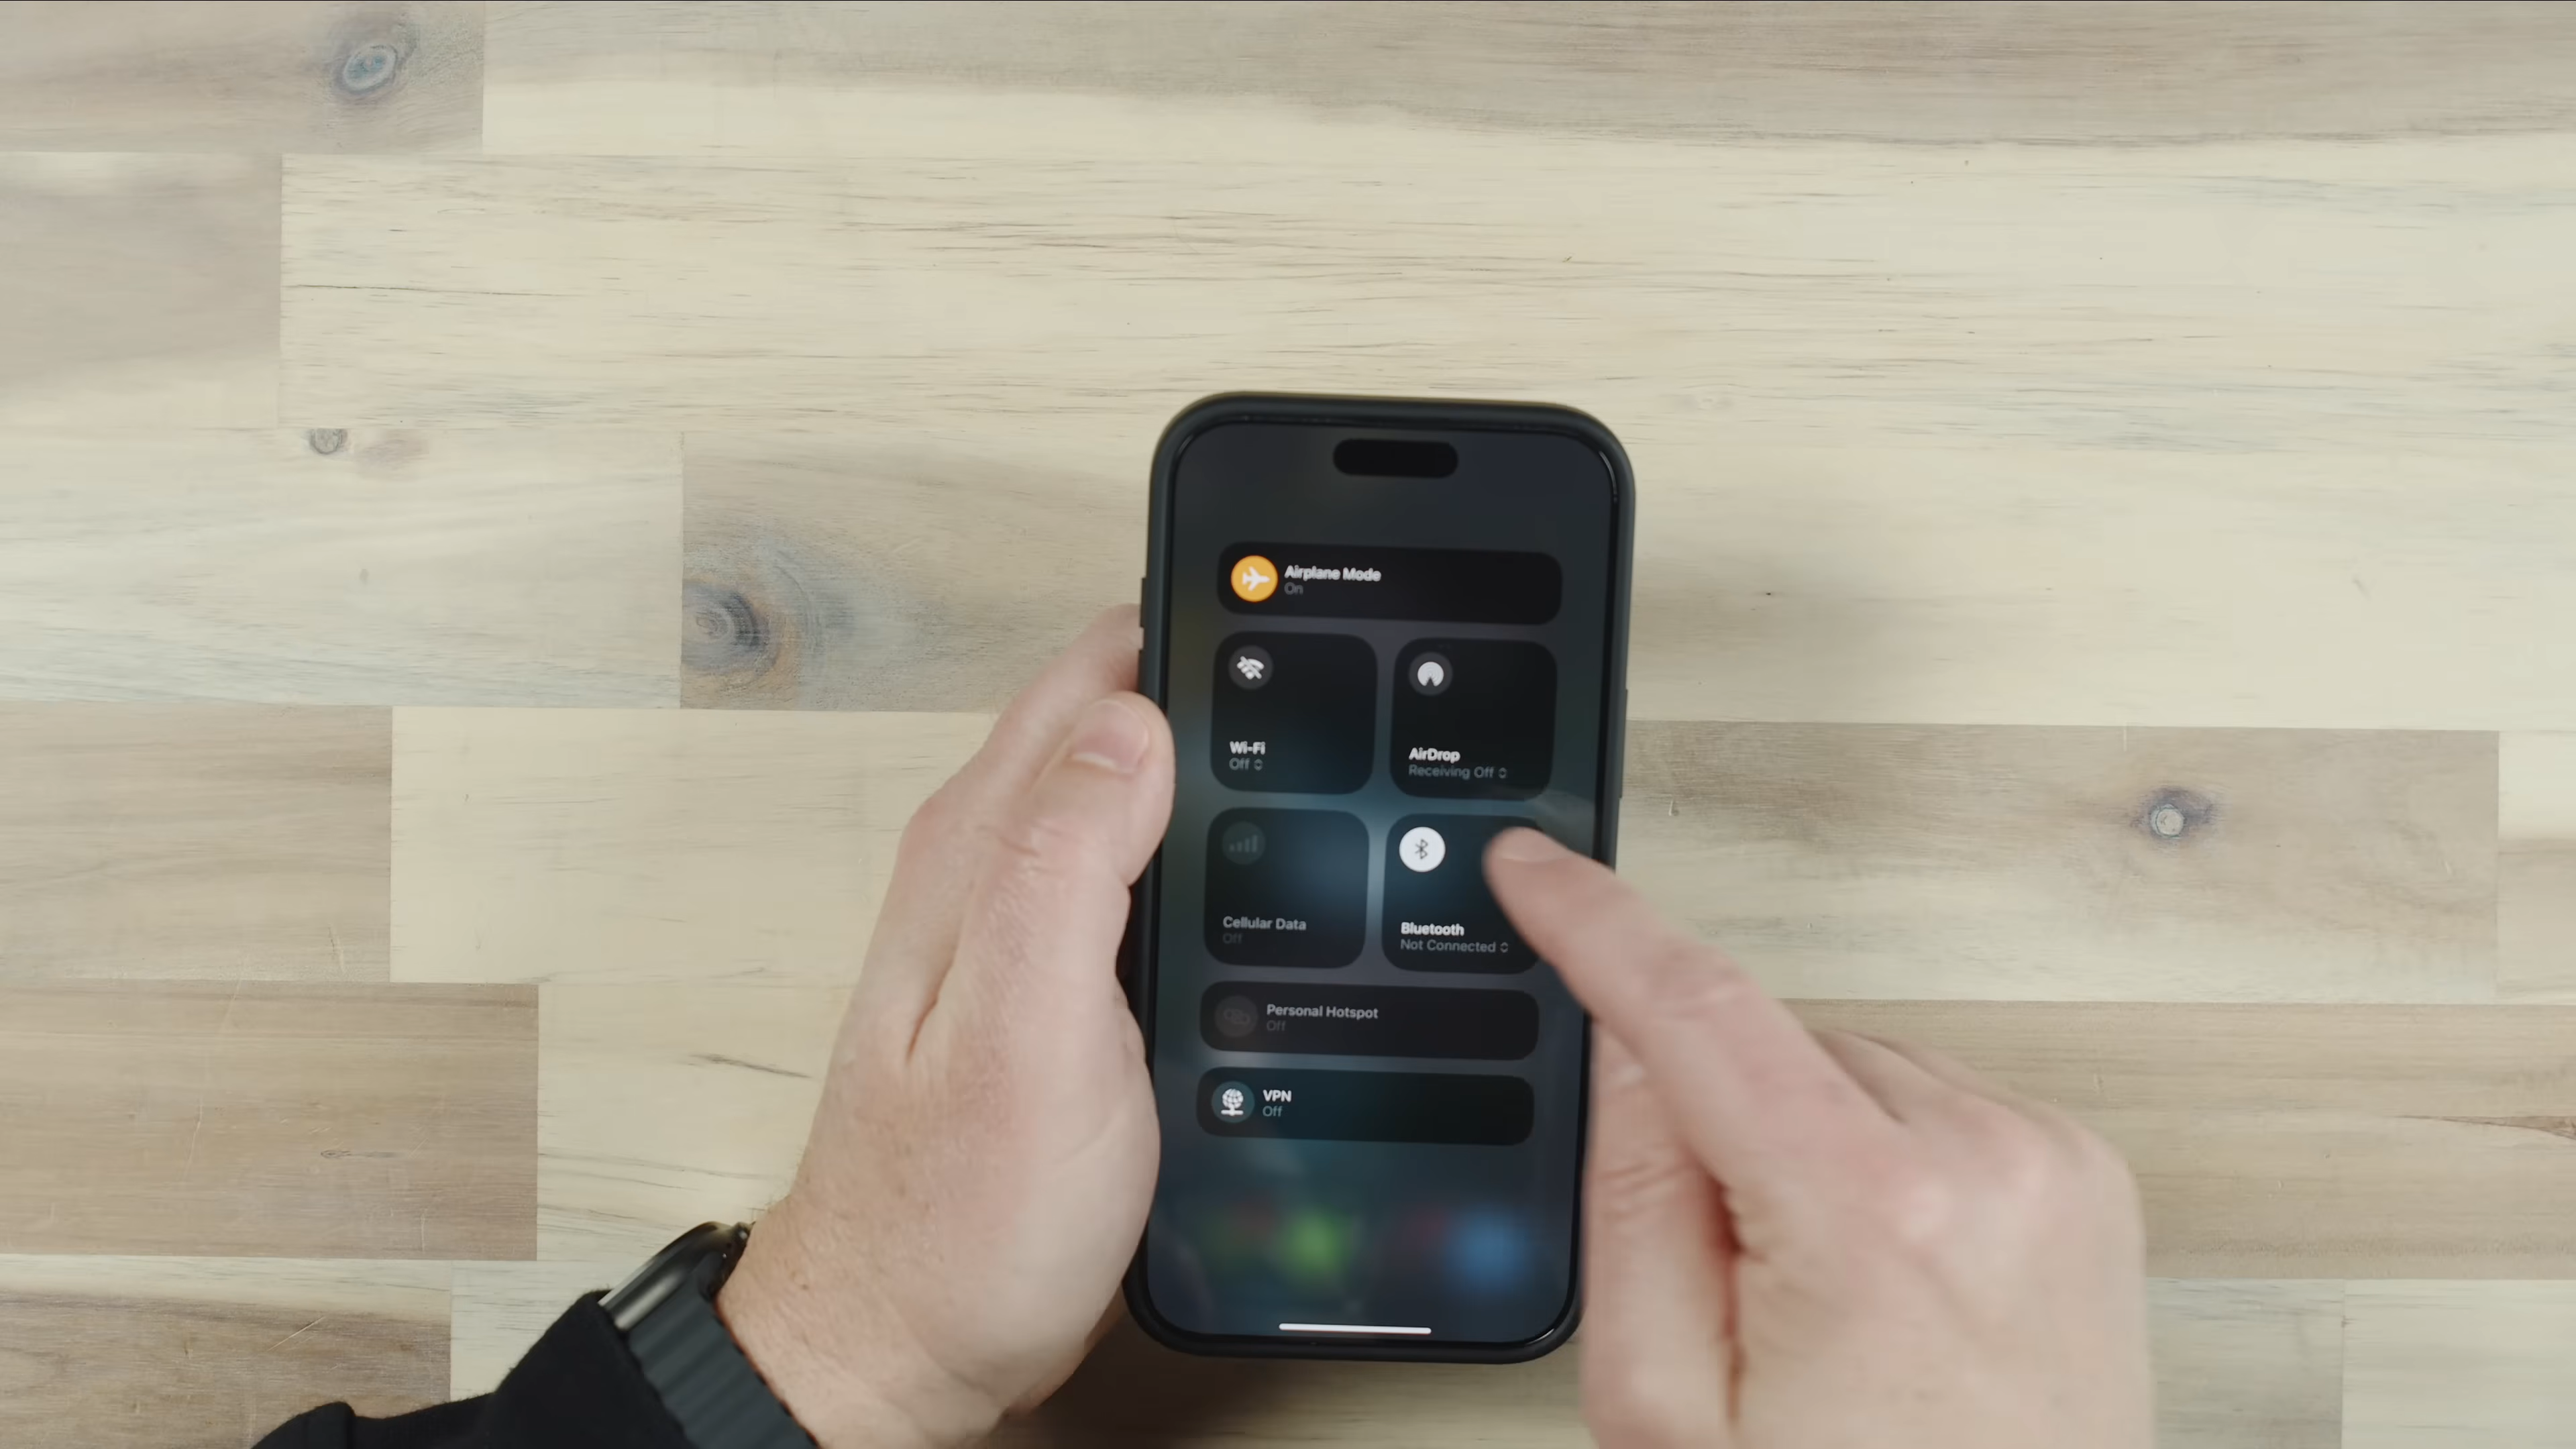 Airplane Mode
On
Wi-Fi
Off
AirDrop
Receiving Off
Cellular Data
Off
Bluetooth
Not Connected
Personal Hotspot
Off
VPN
Off